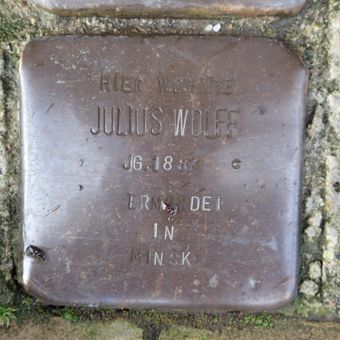 HIER WOHNTE
JULIUS WOLFF
JG.
ERMORDET
IN
MINSK